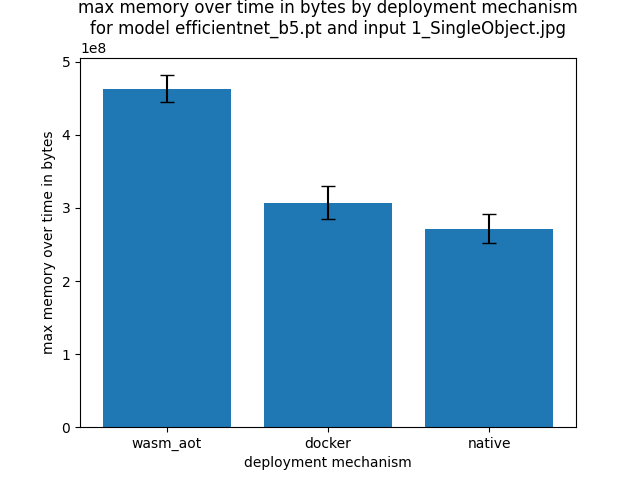 max memory over time in bytes by deployment mechanism
for model efficientnet_b5.pt and input 1_SingleObject.jpg
1e8
5
4
3
2
1
0
max memory over time in bytes
wasm_aot
docker
native
deployment mechanism